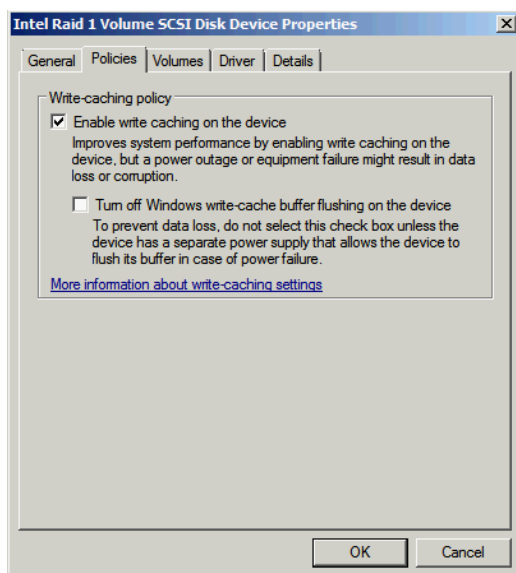 Intel Raid 1 Volume SCSI Disk Device Properties
General Policies Volumes Driver Details
Write-caching policy
Enable write caching on the device
Improves system performance by enabling write caching on the
device, but a power outage or equipment failure might result in data
loss or corruption.
Turn off Windows write-cache buffer flushing on the device
To prevent data loss, do not select this check box unless the
device has a separate power supply that allows the device to
flush its buffer in case of power failure.
More information about write-caching settings
OK Cancel